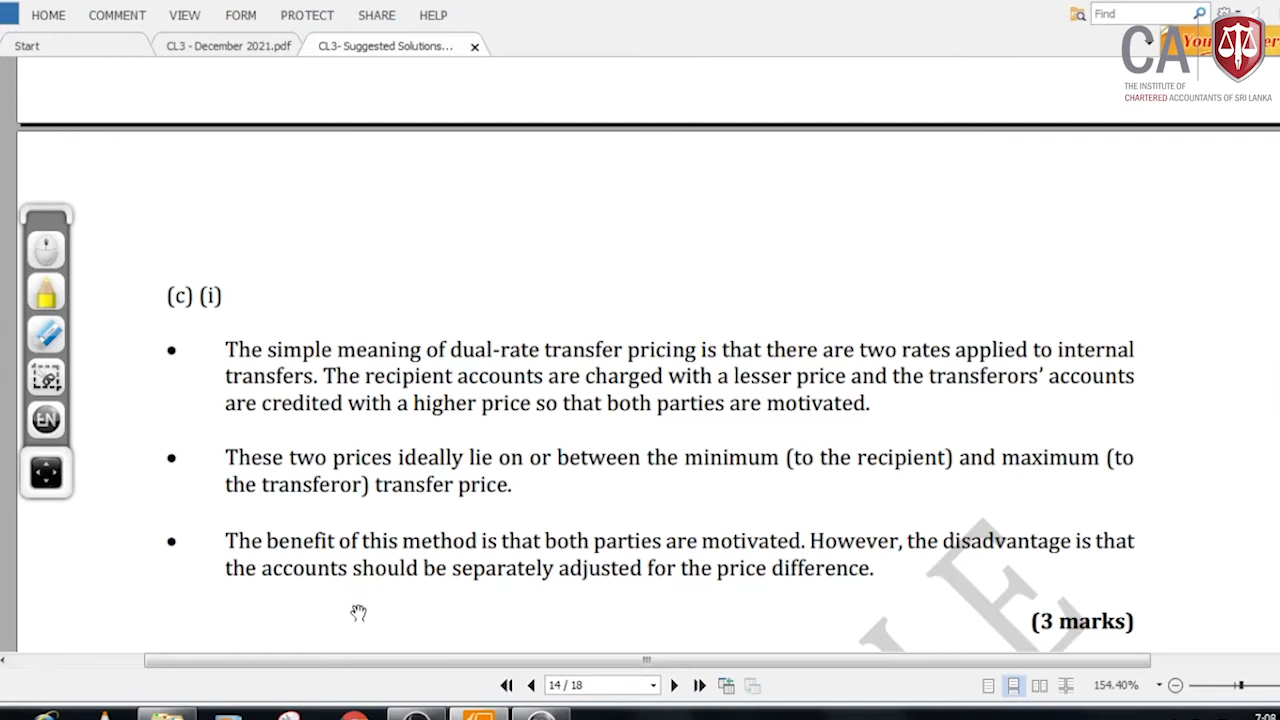 HOME COMMENT VIEW FORM PROTECT SHARE HELP
Find
Start CL3 - December 2021.pdf CL3- Suggested Solutions...
CA
THE INSTITUTE OF
CHARTERED ACCOUNTANTS OF SRI LANKA
(c) (i)
• The simple meaning of dual-rate transfer pricing is that there are two rates applied to internal
transfers. The recipient accounts are charged with a lesser price and the transferors’ accounts
are credited with a higher price so that both parties are motivated.
• These two prices ideally lie on or between the minimum (to the recipient) and maximum (to
the transferor) transfer price.
• The benefit of this method is that both parties are motivated. However, the disadvantage is that
the accounts should be separately adjusted for the price difference.
(3 marks)
EN
14 / 18
154.40%